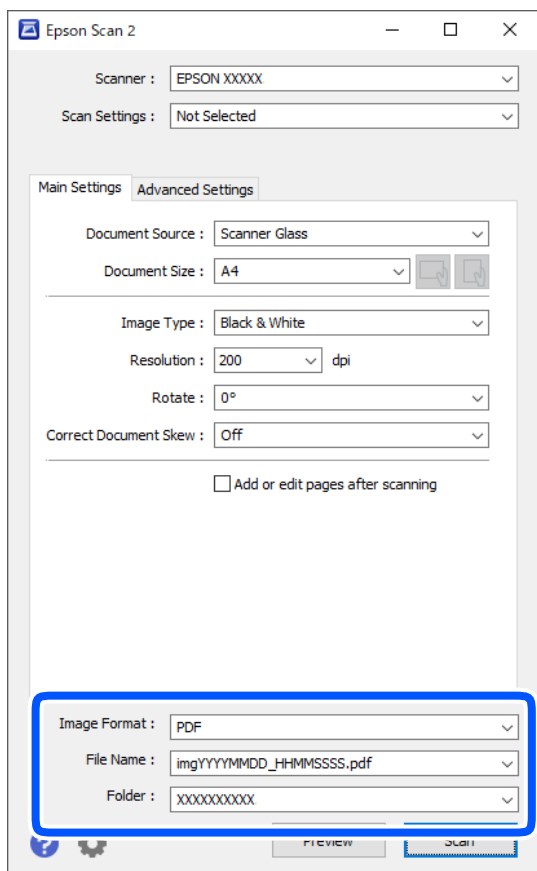 Epson Scan 2
Scanner : EPSON XXXXX
Scan Settings : Not Selected
Main Settings Advanced Settings
Document Source : Scanner Glass
Document Size : A4
Image Type : Black & White
Resolution : 200 dpi
Rotate : 0°
Correct Document Skew : Off
Add or edit pages after scanning
Image Format : PDF
File Name : imgYYYYMMDD_HHMMSSSS.pdf
Folder : XXXXXXXXXX
? Preview Scan